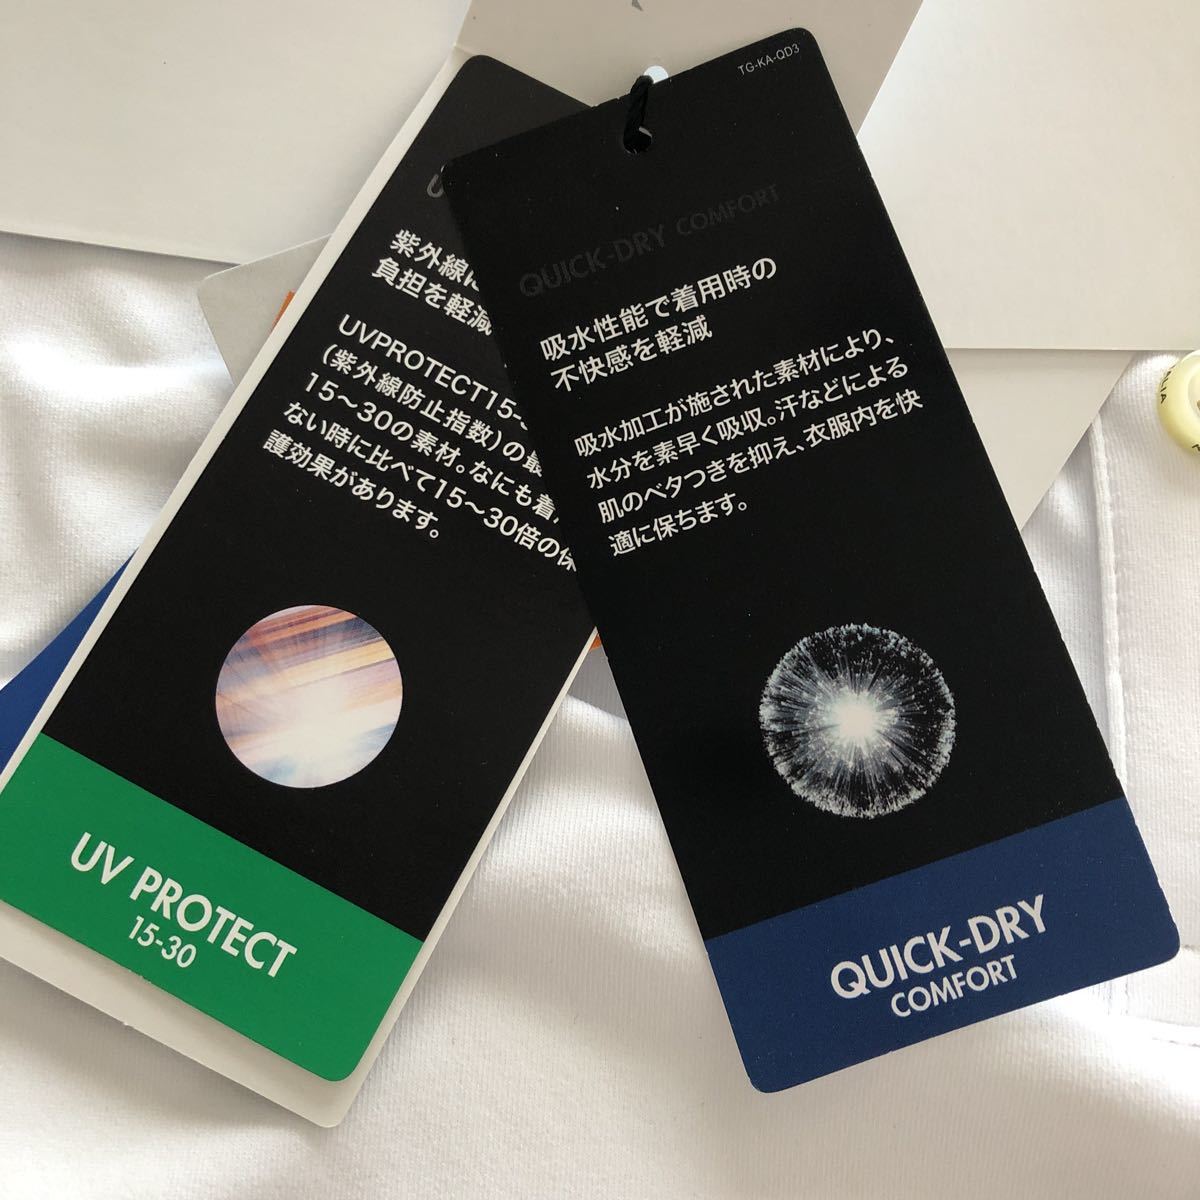 紫外線に
負担を軽減
UVPROTECT15-
(紫外線防止指数)の最
15〜30の素材。なにも着
ない時に比べて15〜30倍の保
護効果があります。
UV PROTECT
15-30
TG-KA-QD3
QUICK-DRY COMFORT
吸水性能で着用時の
不快感を軽減
吸水加工が施された素材により、
水分を素早く吸収。汗などによる
肌のベタつきを抑え、衣服内を快
適に保ちます。
QUICK-DRY
COMFORT